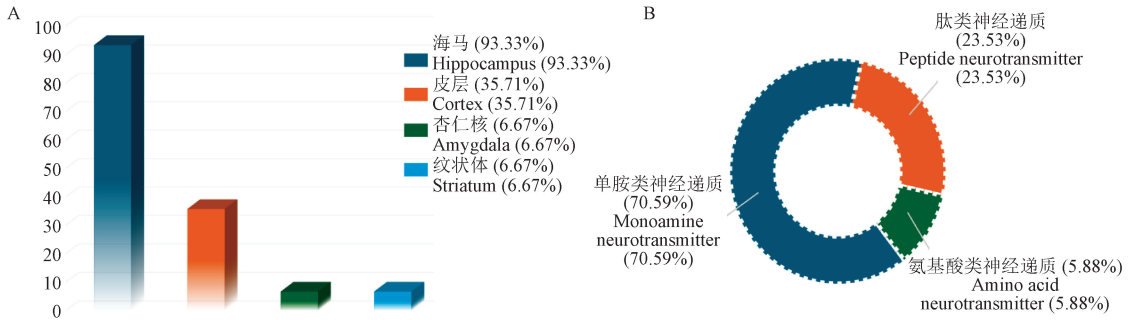 A
100
90
80
70
60
50
40
30
20
10
0
海马 (93.33%)
Hippocampus (93.33%)
皮层 (35.71%)
Cortex (35.71%)
杏仁核 (6.67%)
Amygdala (6.67%)
纹状体 (6.67%)
Striatum (6.67%)
B
肽类神经递质
(23.53%)
Peptide neurotransmitter
(23.53%)
单胺类神经递质
(70.59%)
Monoamine
neurotransmitter
(70.59%)
氨基酸类神经递质 (5.88%)
Amino acid
neurotransmitter (5.88%)